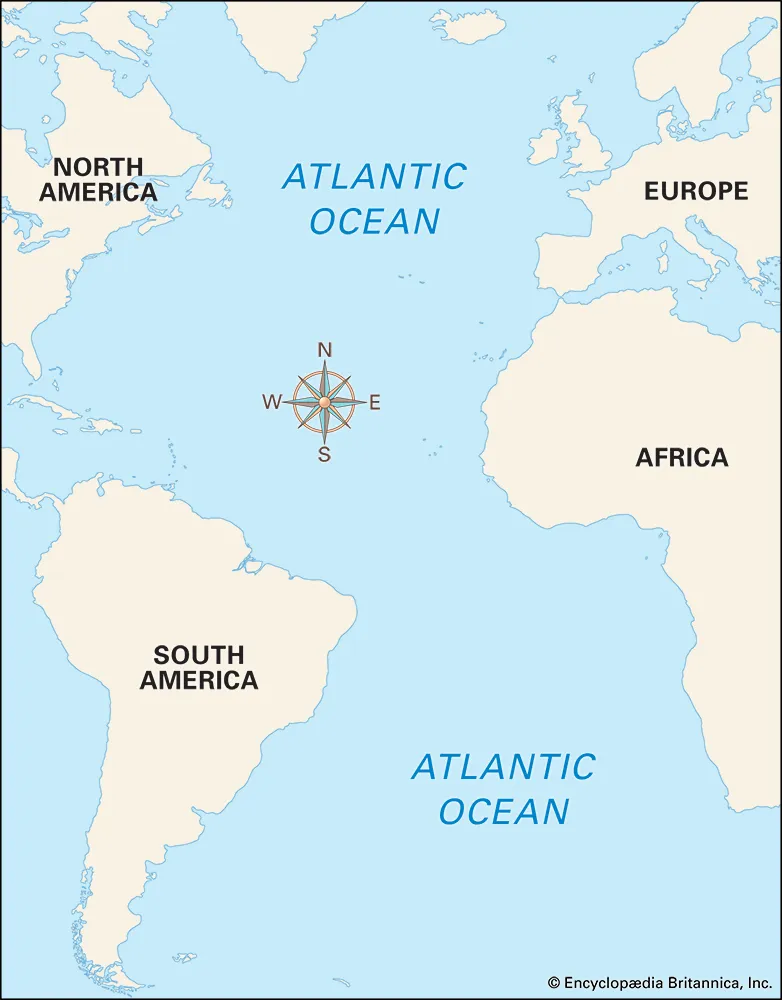 NORTH
AMERICA
ATLANTIC
OCEAN
EUROPE
N
W
E
S
AFRICA
SOUTH
AMERICA
ATLANTIC
OCEAN
© Encyclopædia Britannica, Inc.